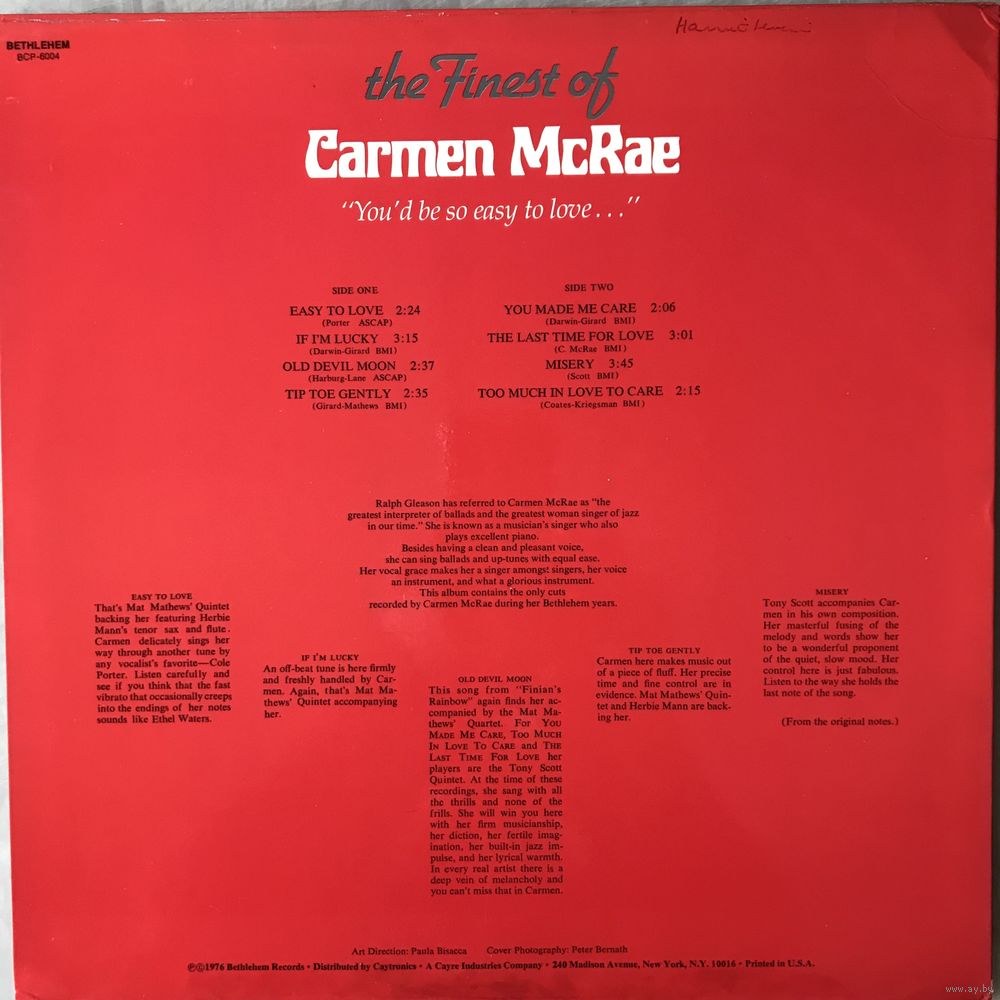 BETHLEHEM
BCP-6004
the Finest of
Carmen McRae
"You'd be so easy to love..."
SIDE ONE
EASY TO LOVE 2:24
(Porter ASCAP)
IF I'M LUCKY 3:15
(Darwin-Girard BMI)
OLD DEVIL MOON 2:37
(Harburg-Lane ASCAP)
TIP TOE GENTLY 2:35
(Girard-Mathews BMI)
SIDE TWO
YOU MADE ME CARE 2:06
(Darwin-Girard BMI)
THE LAST TIME FOR LOVE 3:01
(C. McRae BMI)
MISERY 3:45
(Scott BMI)
TOO MUCH IN LOVE TO CARE 2:15
(Coates-Kriegsman BMI)
Ralph Gleason has referred to Carmen McRae as "the
greatest interpreter of ballads and the greatest woman singer of jazz
in our time." She is known as a musician's singer who also
plays excellent piano.
Besides having a clean and pleasant voice,
she can sing ballads and up-tunes with equal ease.
Her vocal grace makes her a singer amongst singers, her voice
an instrument, and what a glorious instrument.
This album contains the only cuts
recorded by Carmen McRae during her Bethlehem years.
EASY TO LOVE
That's Mat Mathews' Quintet
backing her featuring Herbie
Mann's tenor sax and flute.
Carmen delicately sings her
way through another tune by
any vocalist's favorite—Cole
Porter. Listen carefully and
see if you think that the fast
vibrato that occasionally creeps
into the endings of her notes
sounds like Ethel Waters.
IF I'M LUCKY
An off-beat tune is here firmly
and freshly handled by Car-
men. Again, that's Mat Ma-
thews' Quintet accompanying
her.
OLD DEVIL MOON
This song from "Finian's
Rainbow" again finds her ac-
companied by the Mat Ma-
thews' Quartet. FOR YOU
MADE ME CARE, TOO MUCH
IN LOVE TO CARE and THE
LAST TIME FOR LOVE her
players are the Tony Scott
Quintet. At the time of these
recordings, she sang with all
the thrills and none of the
frills. She will win you here
with her firm musicianship,
her diction, her fertile imag-
ination, her built-in jazz im-
pulse, and her lyrical warmth.
In every real artist there is a
deep vein of melancholy and
you can't miss that in Carmen.
TIP TOE GENTLY
Carmen here makes music out
of a piece of fluff. Her precise
time and fine control are in
evidence. Mat Mathews' Quin-
tet and Herbie Mann are back-
ing her.
MISERY
Tony Scott accompanies Car-
men in his own composition.
Her masterful fusing of the
melody and words show her
to be a wonderful proponent
of the quiet, slow mood. Her
control here is just fabulous.
Listen to the way she holds the
last note of the song.
(From the original notes.)
Art Direction: Paula Bisacca Cover Photography: Peter Bernath
℗©1976 Bethlehem Records • Distributed by Caytronics • A Cayre Industries Company • 240 Madison Avenue, New York, N.Y. 10016 • Printed in U.S.A.
www.ay.by